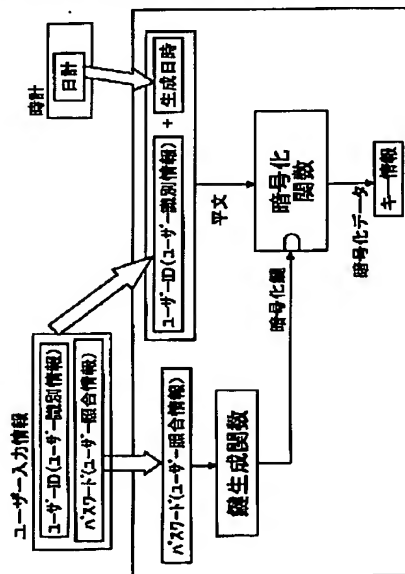 ユーザー入力情報
ユーザーID(ユーザー識別情報)
パスワード(ユーザー照合情報)
時計
日計
ユーザーID(ユーザー識別情報)
+
生成日時
パスワード(ユーザー照合情報)
鍵生成関数
平文
暗号化鍵
暗号化
関数
暗号化データ
キー情報